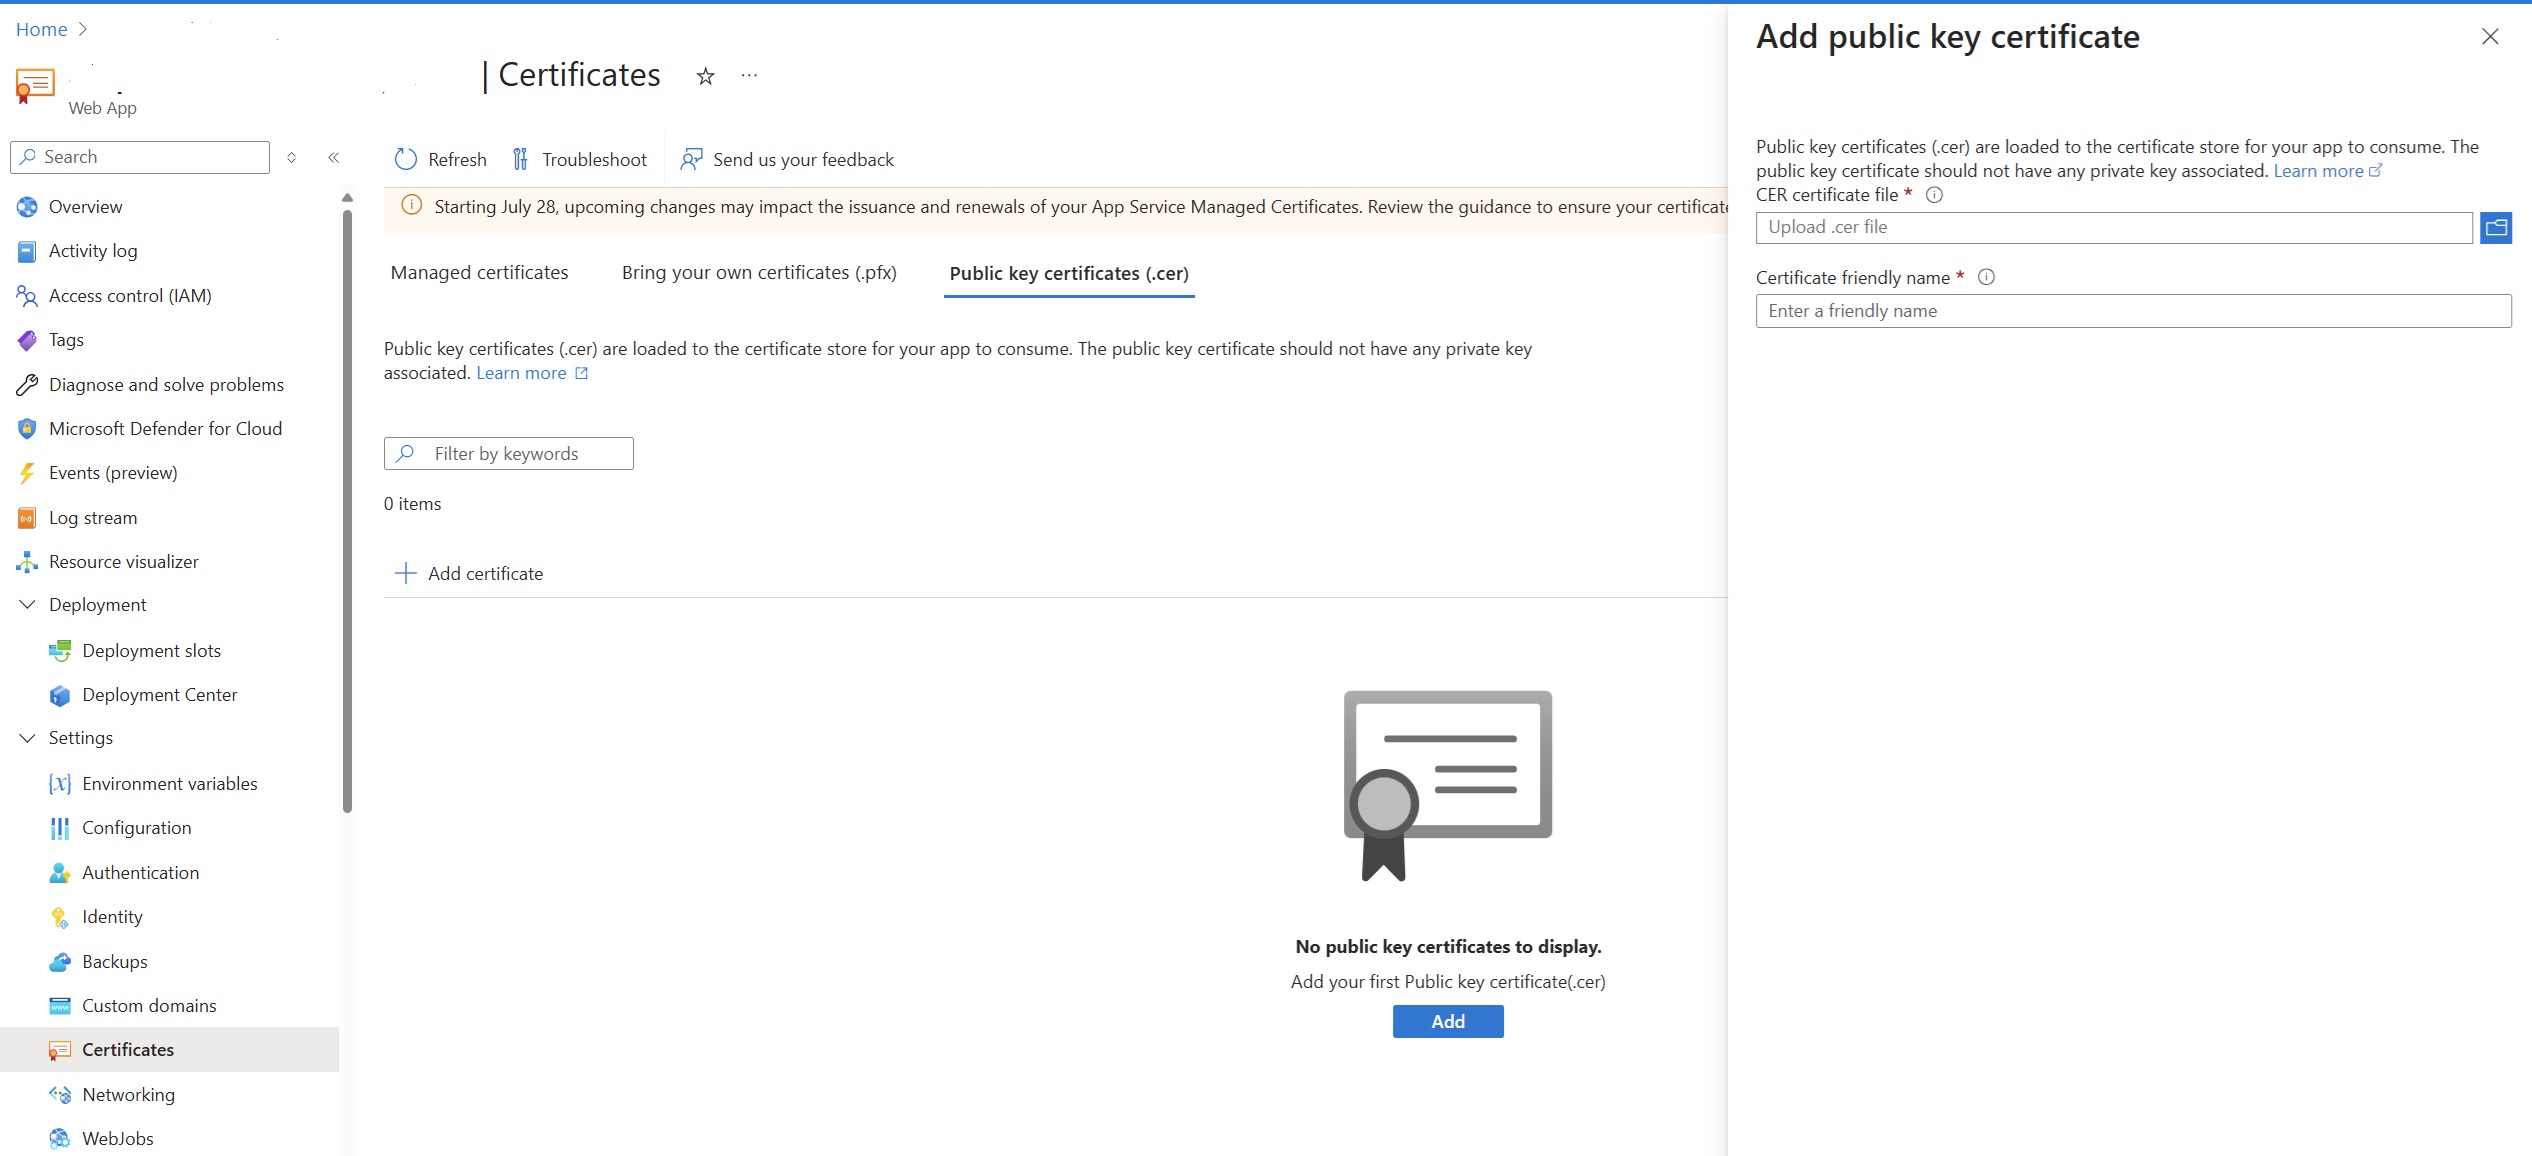 Home
| Certificates
Web App
Search
Overview
Activity log
Access control (IAM)
Tags
Diagnose and solve problems
Microsoft Defender for Cloud
Events (preview)
Log stream
Resource visualizer
Deployment
Deployment slots
Deployment Center
Settings
Environment variables
Configuration
Authentication
Identity
Backups
Custom domains
Certificates
Networking
WebJobs
Refresh
Troubleshoot
Send us your feedback
Starting July 28, upcoming changes may impact the issuance and renewals of your App Service Managed Certificates. Review the guidance to ensure your certificate
Managed certificates
Bring your own certificates (.pfx)
Public key certificates (.cer)
Public key certificates (.cer) are loaded to the certificate store for your app to consume. The public key certificate should not have any private key
associated. Learn more
Filter by keywords
0 items
Add certificate
No public key certificates to display.
Add your first Public key certificate(.cer)
Add
Add public key certificate
Public key certificates (.cer) are loaded to the certificate store for your app to consume. The
public key certificate should not have any private key associated. Learn more
CER certificate file *
Upload .cer file
Certificate friendly name *
Enter a friendly name